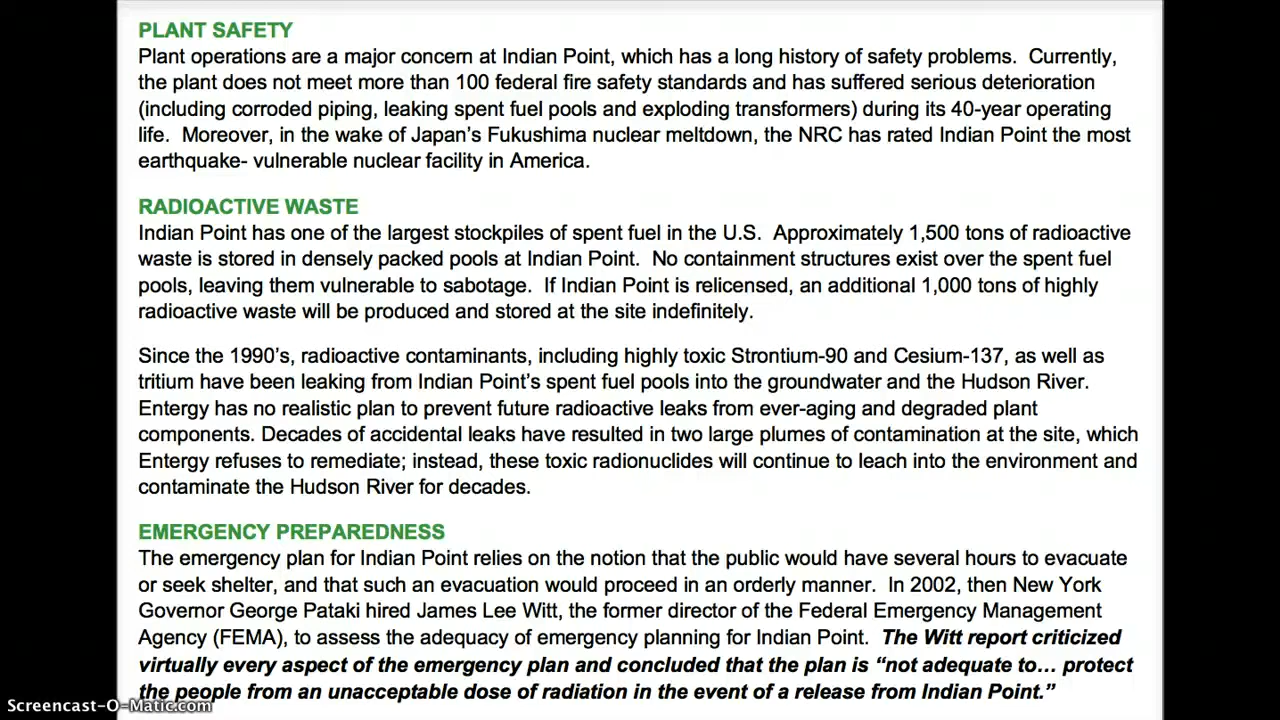 PLANT SAFETY
Plant operations are a major concern at Indian Point, which has a long history of safety problems.  Currently,
the plant does not meet more than 100 federal fire safety standards and has suffered serious deterioration
(including corroded piping, leaking spent fuel pools and exploding transformers) during its 40-year operating
life.  Moreover, in the wake of Japan's Fukushima nuclear meltdown, the NRC has rated Indian Point the most
earthquake- vulnerable nuclear facility in America.
RADIOACTIVE WASTE
Indian Point has one of the largest stockpiles of spent fuel in the U.S.  Approximately 1,500 tons of radioactive
waste is stored in densely packed pools at Indian Point.  No containment structures exist over the spent fuel
pools, leaving them vulnerable to sabotage.  If Indian Point is relicensed, an additional 1,000 tons of highly
radioactive waste will be produced and stored at the site indefinitely.
Since the 1990's, radioactive contaminants, including highly toxic Strontium-90 and Cesium-137, as well as
tritium have been leaking from Indian Point's spent fuel pools into the groundwater and the Hudson River.
Entergy has no realistic plan to prevent future radioactive leaks from ever-aging and degraded plant
components. Decades of accidental leaks have resulted in two large plumes of contamination at the site, which
Entergy refuses to remediate; instead, these toxic radionuclides will continue to leach into the environment and
contaminate the Hudson River for decades.
EMERGENCY PREPAREDNESS
The emergency plan for Indian Point relies on the notion that the public would have several hours to evacuate
or seek shelter, and that such an evacuation would proceed in an orderly manner.  In 2002, then New York
Governor George Pataki hired James Lee Witt, the former director of the Federal Emergency Management
Agency (FEMA), to assess the adequacy of emergency planning for Indian Point.  The Witt report criticized
virtually every aspect of the emergency plan and concluded that the plan is “not adequate to… protect
the people from an unacceptable dose of radiation in the event of a release from Indian Point.”
Screencast-O-Matic.com